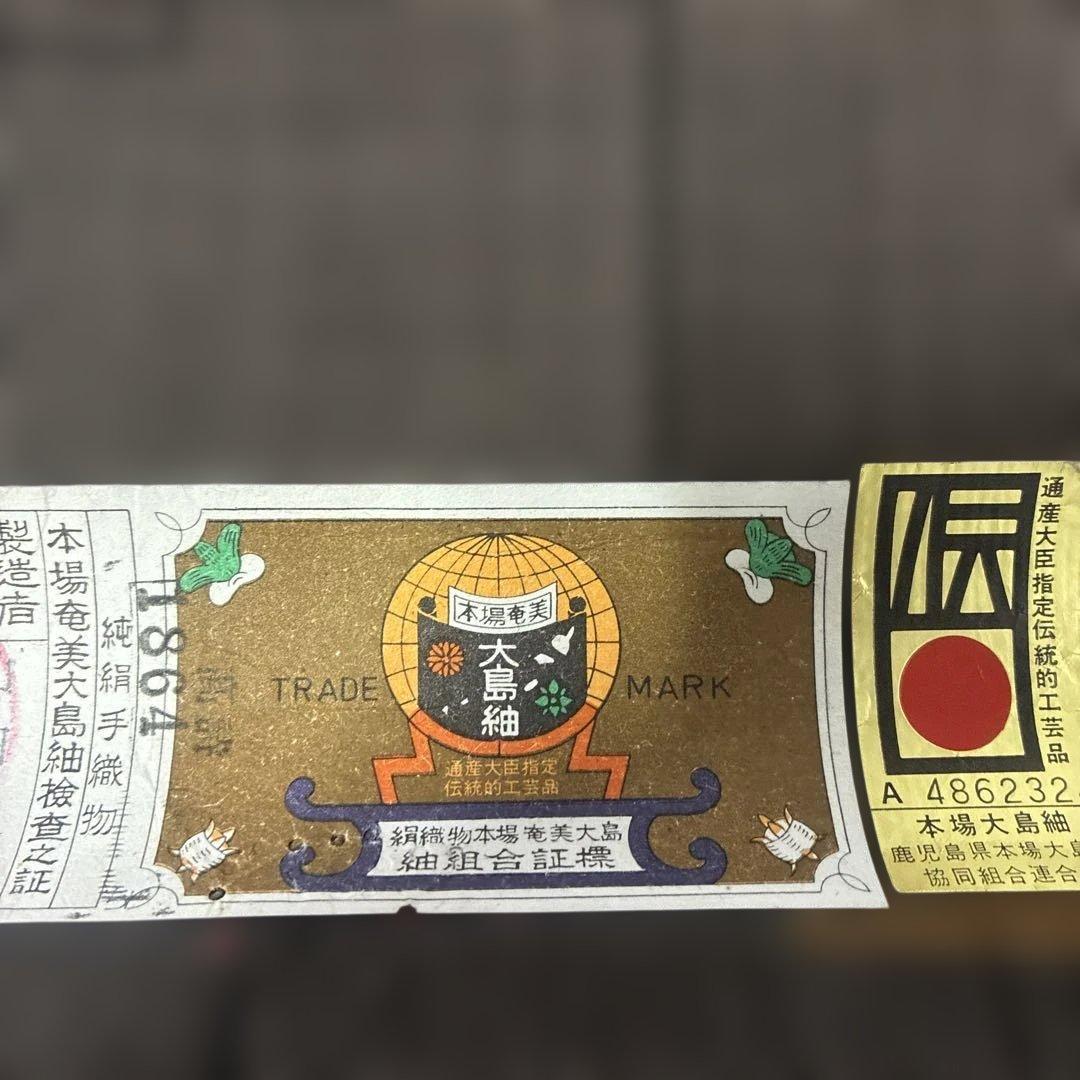 製造者
本場奄美大島紬検査之証
純絹手織物
T8641
TRADE MARK
本場奄美
大島紬
通産大臣指定
伝統的工芸品
絹織物本場奄美大島
紬組合証標
伝
通産大臣指定伝統的工芸品
A 486232
本場大島紬
鹿児島県本場大島
協同組合連合